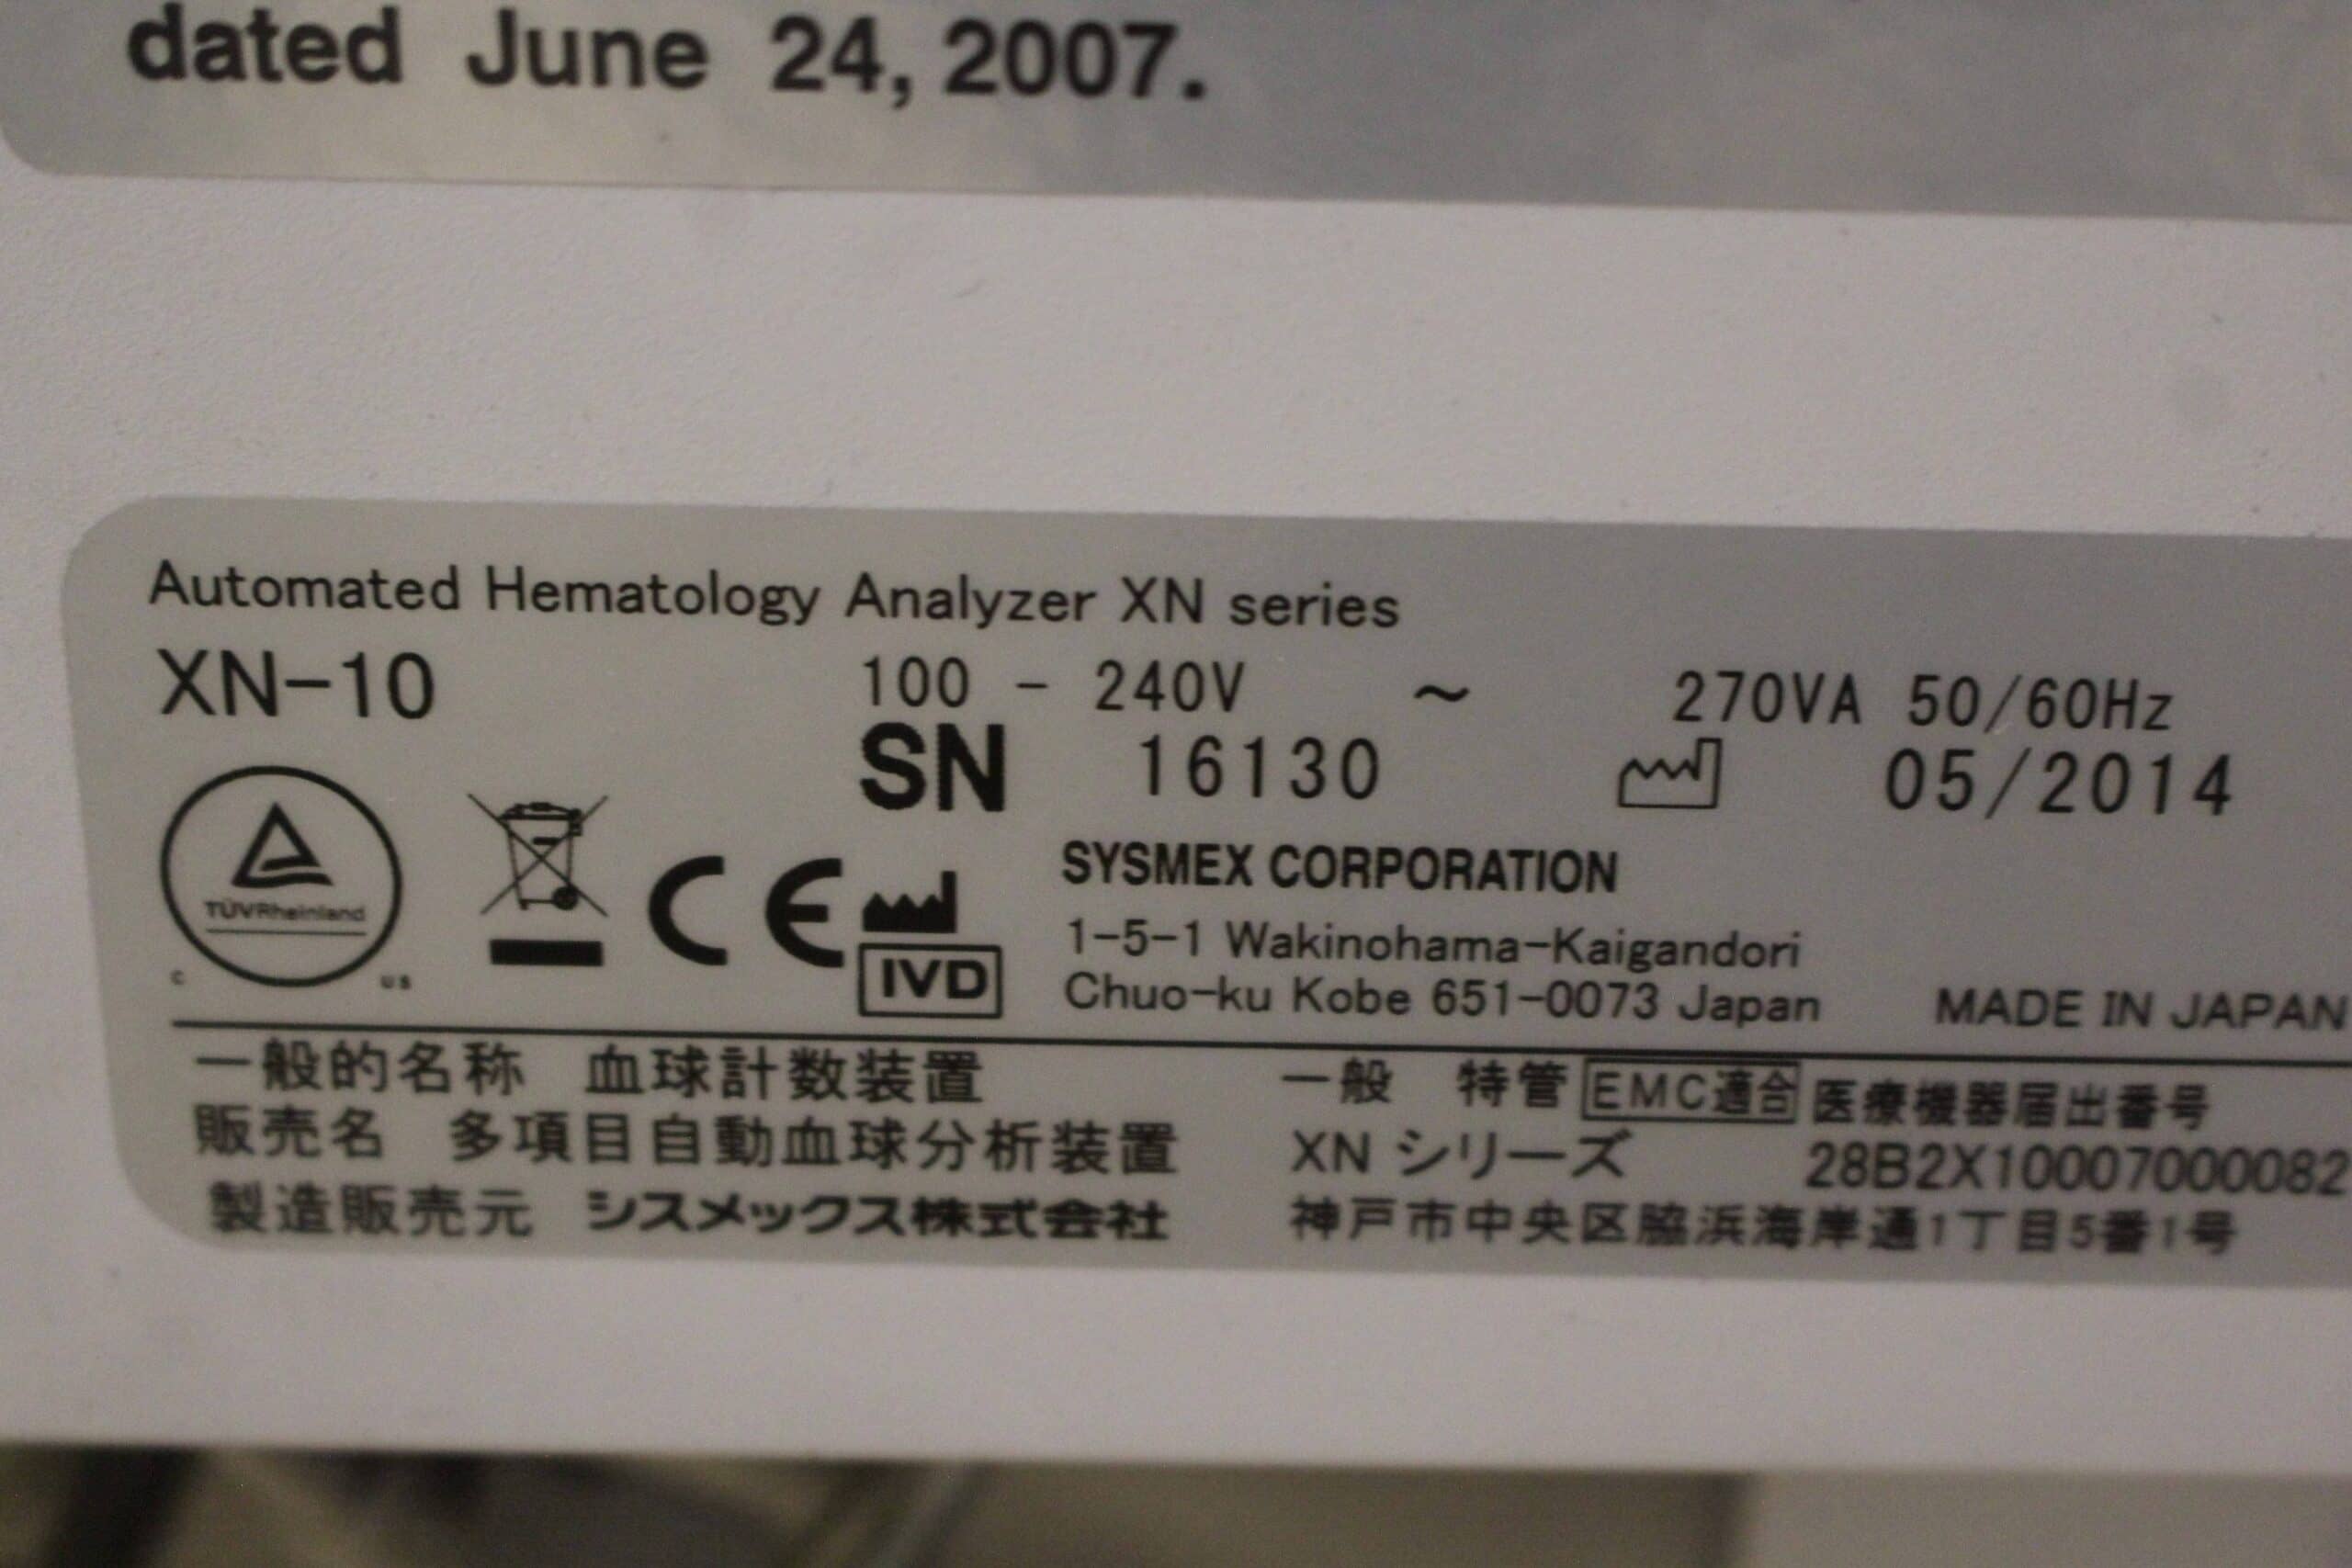 dated June 24, 2007.
Automated Hematology Analyzer XN series
XN-10 100 - 240V ~ 270VA 50/60Hz
SN 16130 05/2014
TÜVRheinland
c us
CE
IVD
SYSMEX CORPORATION
1-5-1 Wakinohama-Kaigandori
Chuo-ku Kobe 651-0073 Japan MADE IN JAPAN
一般的名称 血球計数装置 一般 特管 EMC適合 医療機器届出番号
販売名 多項目自動血球分析装置 XN シリーズ 28B2X10007000082
製造販売元 シスメックス株式会社 神戸市中央区脇浜海岸通1丁目5番1号